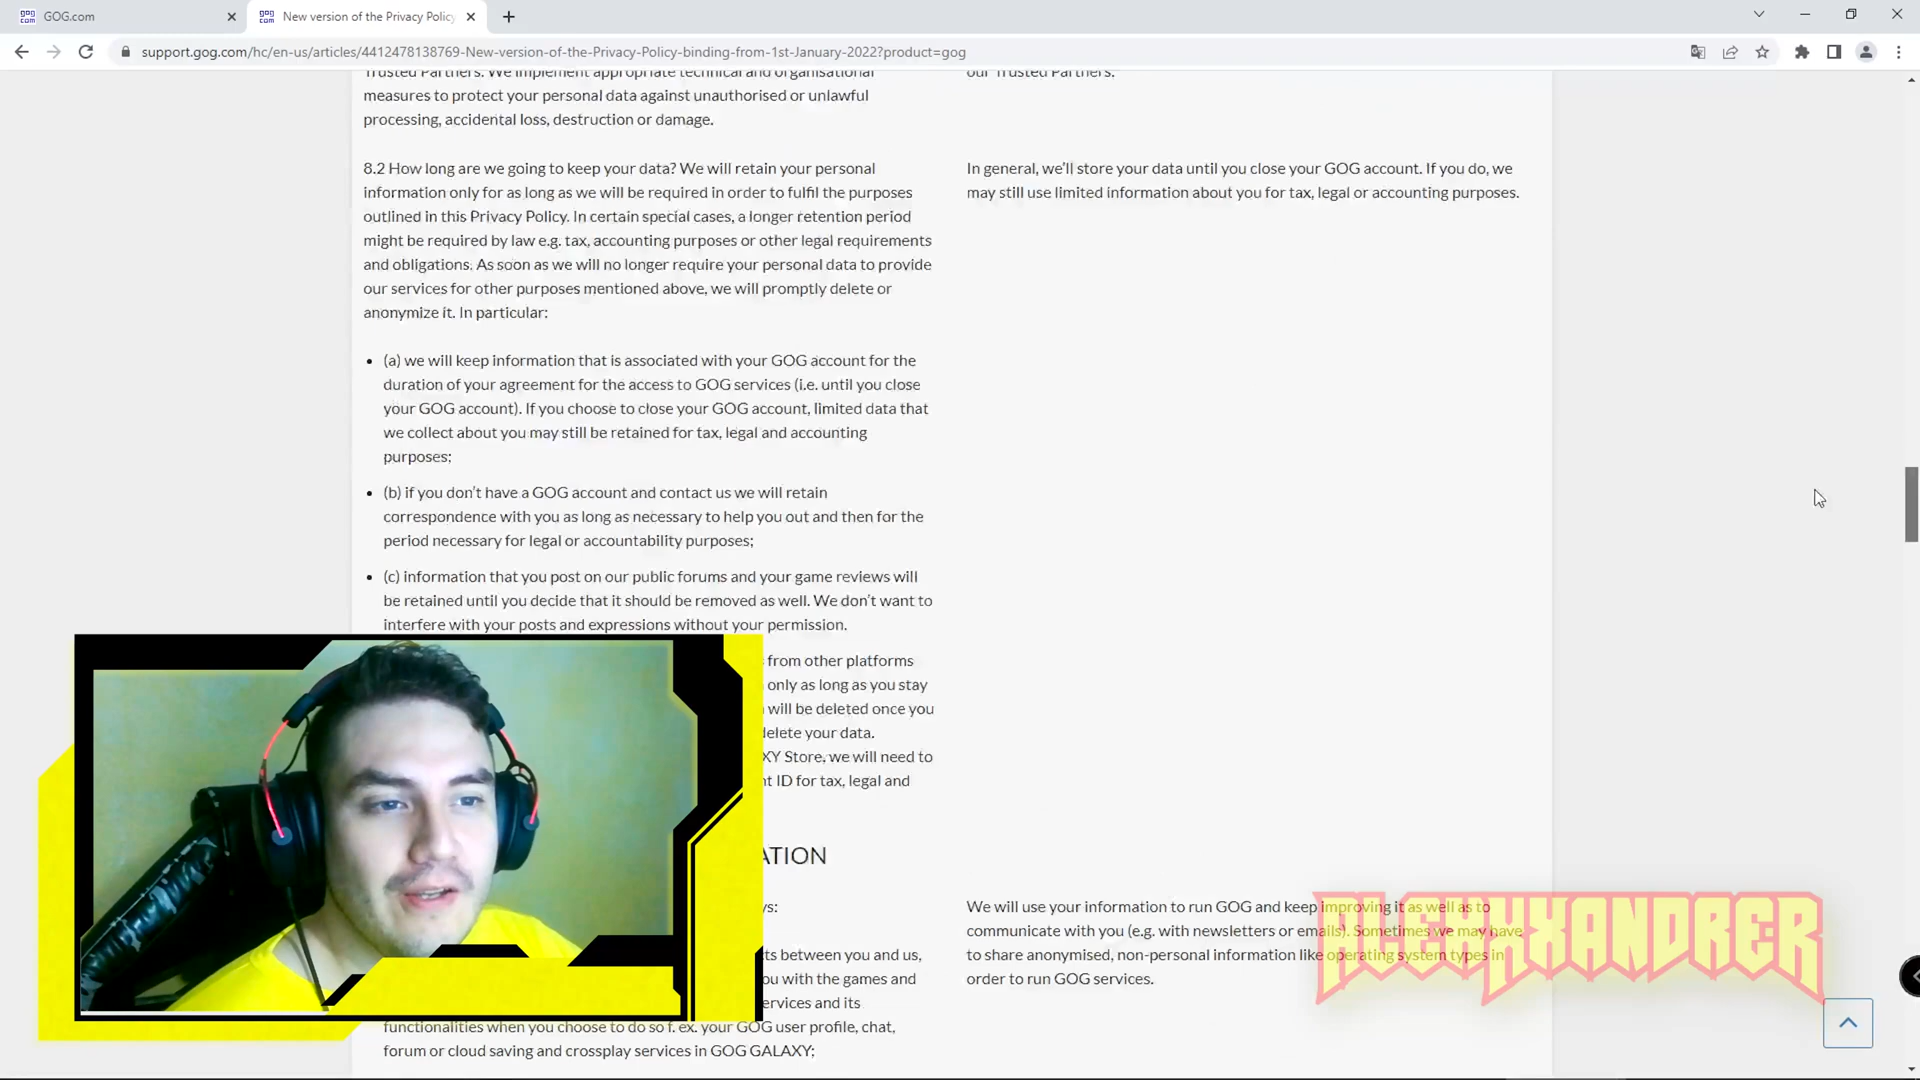 GOG.com
New version of the Privacy Policy
support.gog.com/hc/en-us/articles/4412478138769-New-version-of-the-Privacy-Policy-binding-from-1st-January-2022?product=gog
Trusted Partners. We implement appropriate technical and organisational
measures to protect your personal data against unauthorised or unlawful
processing, accidental loss, destruction or damage.
our Trusted Partners.
8.2 How long are we going to keep your data? We will retain your personal
information only for as long as we will be required in order to fulfil the purposes
outlined in this Privacy Policy. In certain special cases, a longer retention period
might be required by law e.g. tax, accounting purposes or other legal requirements
and obligations. As soon as we will no longer require your personal data to provide
our services for other purposes mentioned above, we will promptly delete or
anonymize it. In particular:
In general, we'll store your data until you close your GOG account. If you do, we
may still use limited information about you for tax, legal or accounting purposes.
• (a) we will keep information that is associated with your GOG account for the
duration of your agreement for the access to GOG services (i.e. until you close
your GOG account). If you choose to close your GOG account, limited data that
we collect about you may still be retained for tax, legal and accounting
purposes;
• (b) if you don't have a GOG account and contact us we will retain
correspondence with you as long as necessary to help you out and then for the
period necessary for legal or accountability purposes;
• (c) information that you post on our public forums and your game reviews will
be retained until you decide that it should be removed as well. We don't want to
interfere with your posts and expressions without your permission.
from other platforms
only as long as you stay
will be deleted once you
delete your data.
XY Store, we will need to
ID for tax, legal and
ATION
ys:
ts between you and us,
ou with the games and
ervices and its
functionalities when you choose to do so f. ex. your GOG user profile, chat,
forum or cloud saving and crossplay services in GOG GALAXY;
We will use your information to run GOG and keep improving it as well as to
communicate with you (e.g. with newsletters or emails). Sometimes we may have
to share anonymised, non-personal information like operating system types in
order to run GOG services.
ALEXXXANDRER